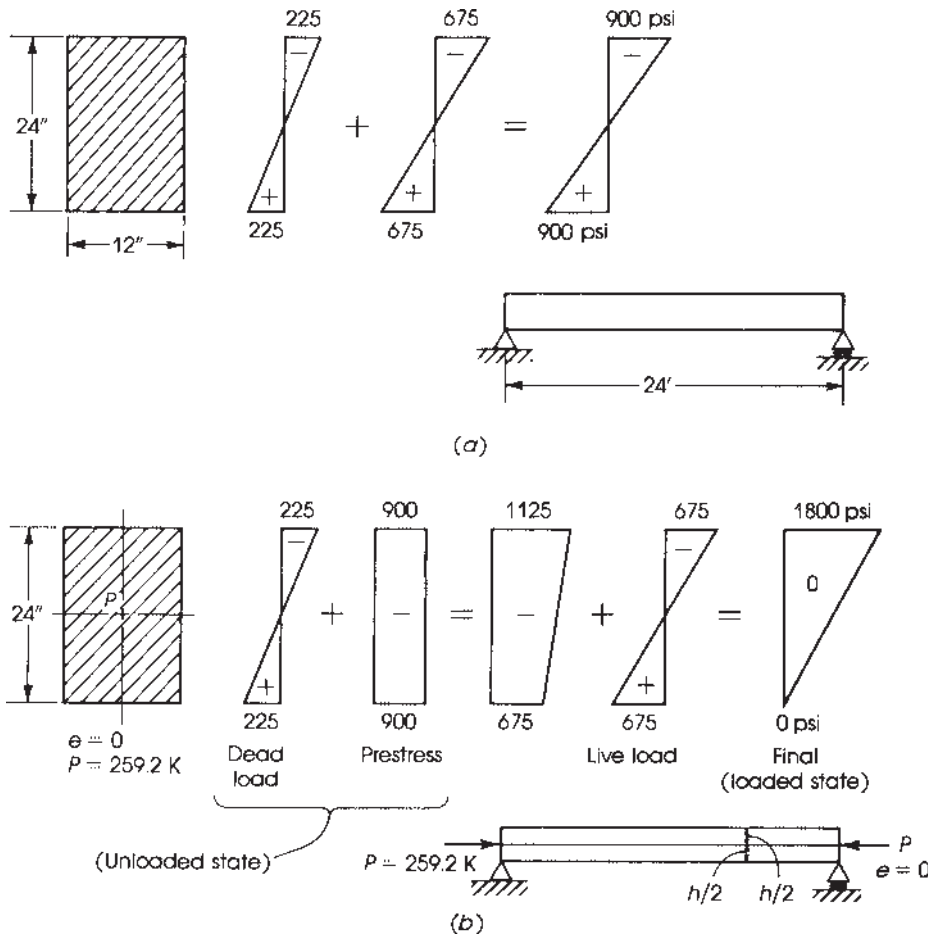 225 675 900 psi
−
−
−
24"
+
=
+
+
+
225 675 900 psi
12"
24'
(a)
225 900 1125 675 1800 psi
−
−
0
24"
P
+
−
=
−
+
=
+
+
225 900 675 675 0 psi
e = 0
P = 259.2 K
Dead
load
Prestress
Live load
Final
(loaded state)
(Unloaded state)
P = 259.2 K
P
e = 0
h/2 h/2
(b)